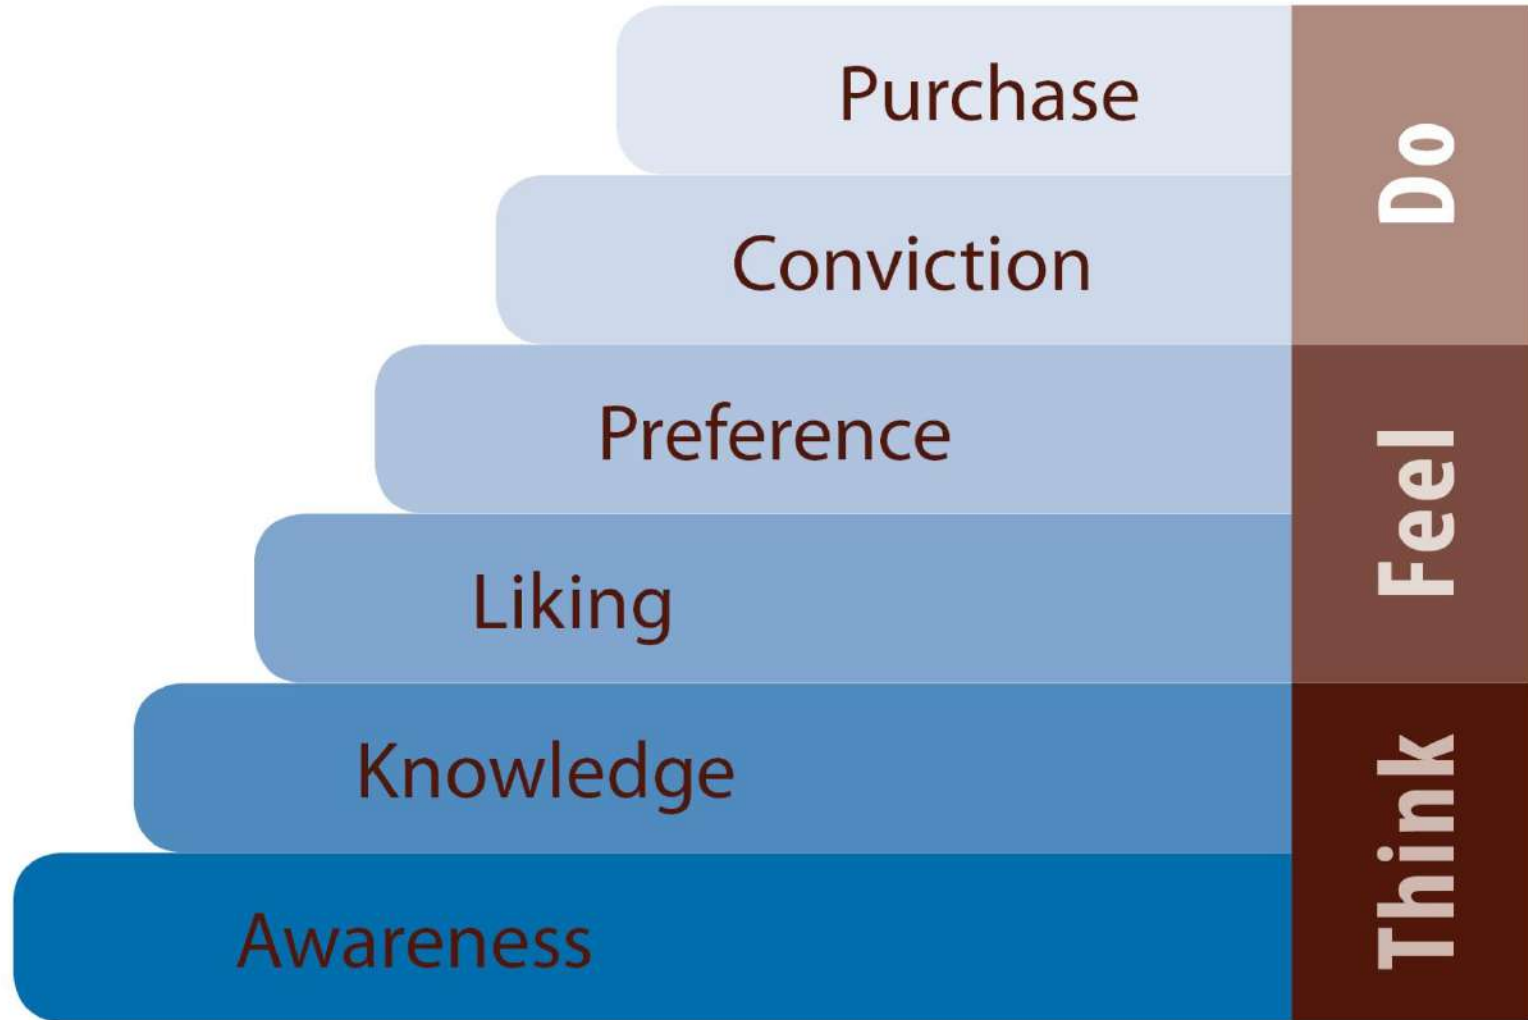 Purchase
Conviction
Preference
Liking
Knowledge
Awareness
Do
Feel
Think